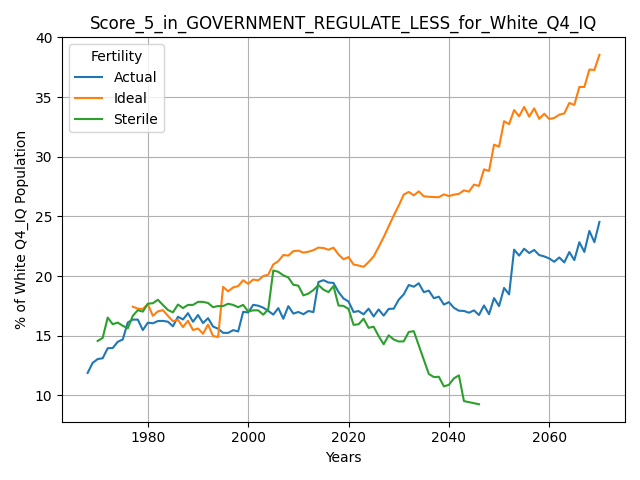 Score_5_in_GOVERNMENT_REGULATE_LESS_for_White_Q4_IQ
Fertility
Actual
Ideal
Sterile
% of White Q4_IQ Population
40
35
30
25
20
15
10
1980
2000
2020
2040
2060
Years